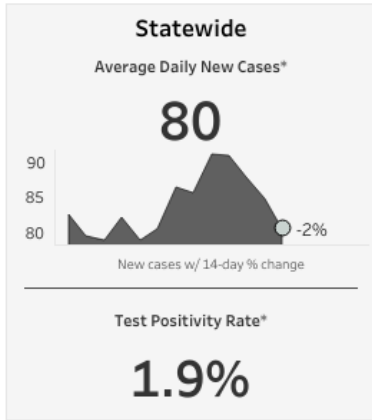 Statewide
Average Daily New Cases*
80
90
85
80
-2%
New cases w/ 14-day % change
Test Positivity Rate*
1.9%